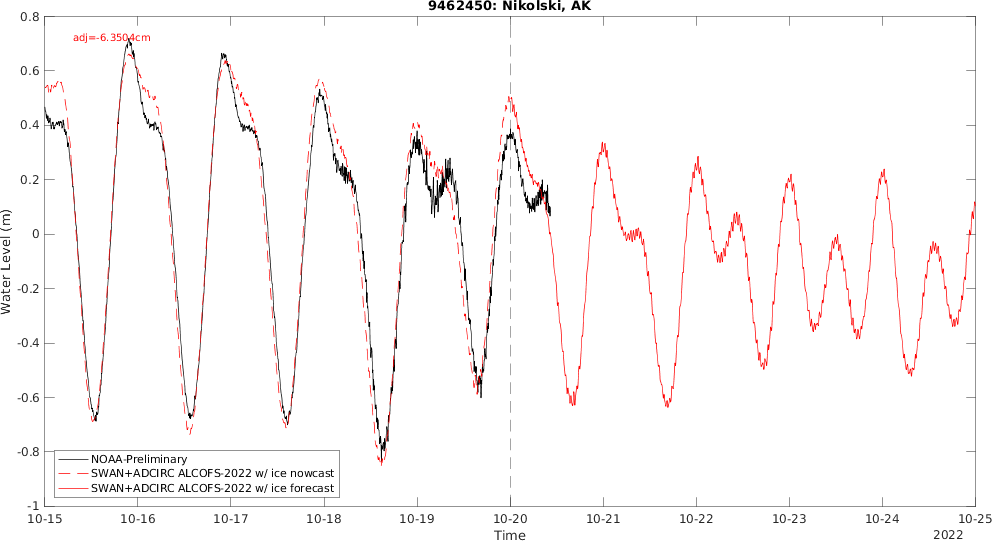 9462450: Nikolski, AK
adj=-6.3504cm
Water Level (m)
0.8
0.6
0.4
0.2
0
-0.2
-0.4
-0.6
-0.8
-1
NOAA-Preliminary
SWAN+ADCIRC ALCOFS-2022 w/ ice nowcast
SWAN+ADCIRC ALCOFS-2022 w/ ice forecast
10-15 10-16 10-17 10-18 10-19 10-20 10-21 10-22 10-23 10-24 10-25
Time
2022